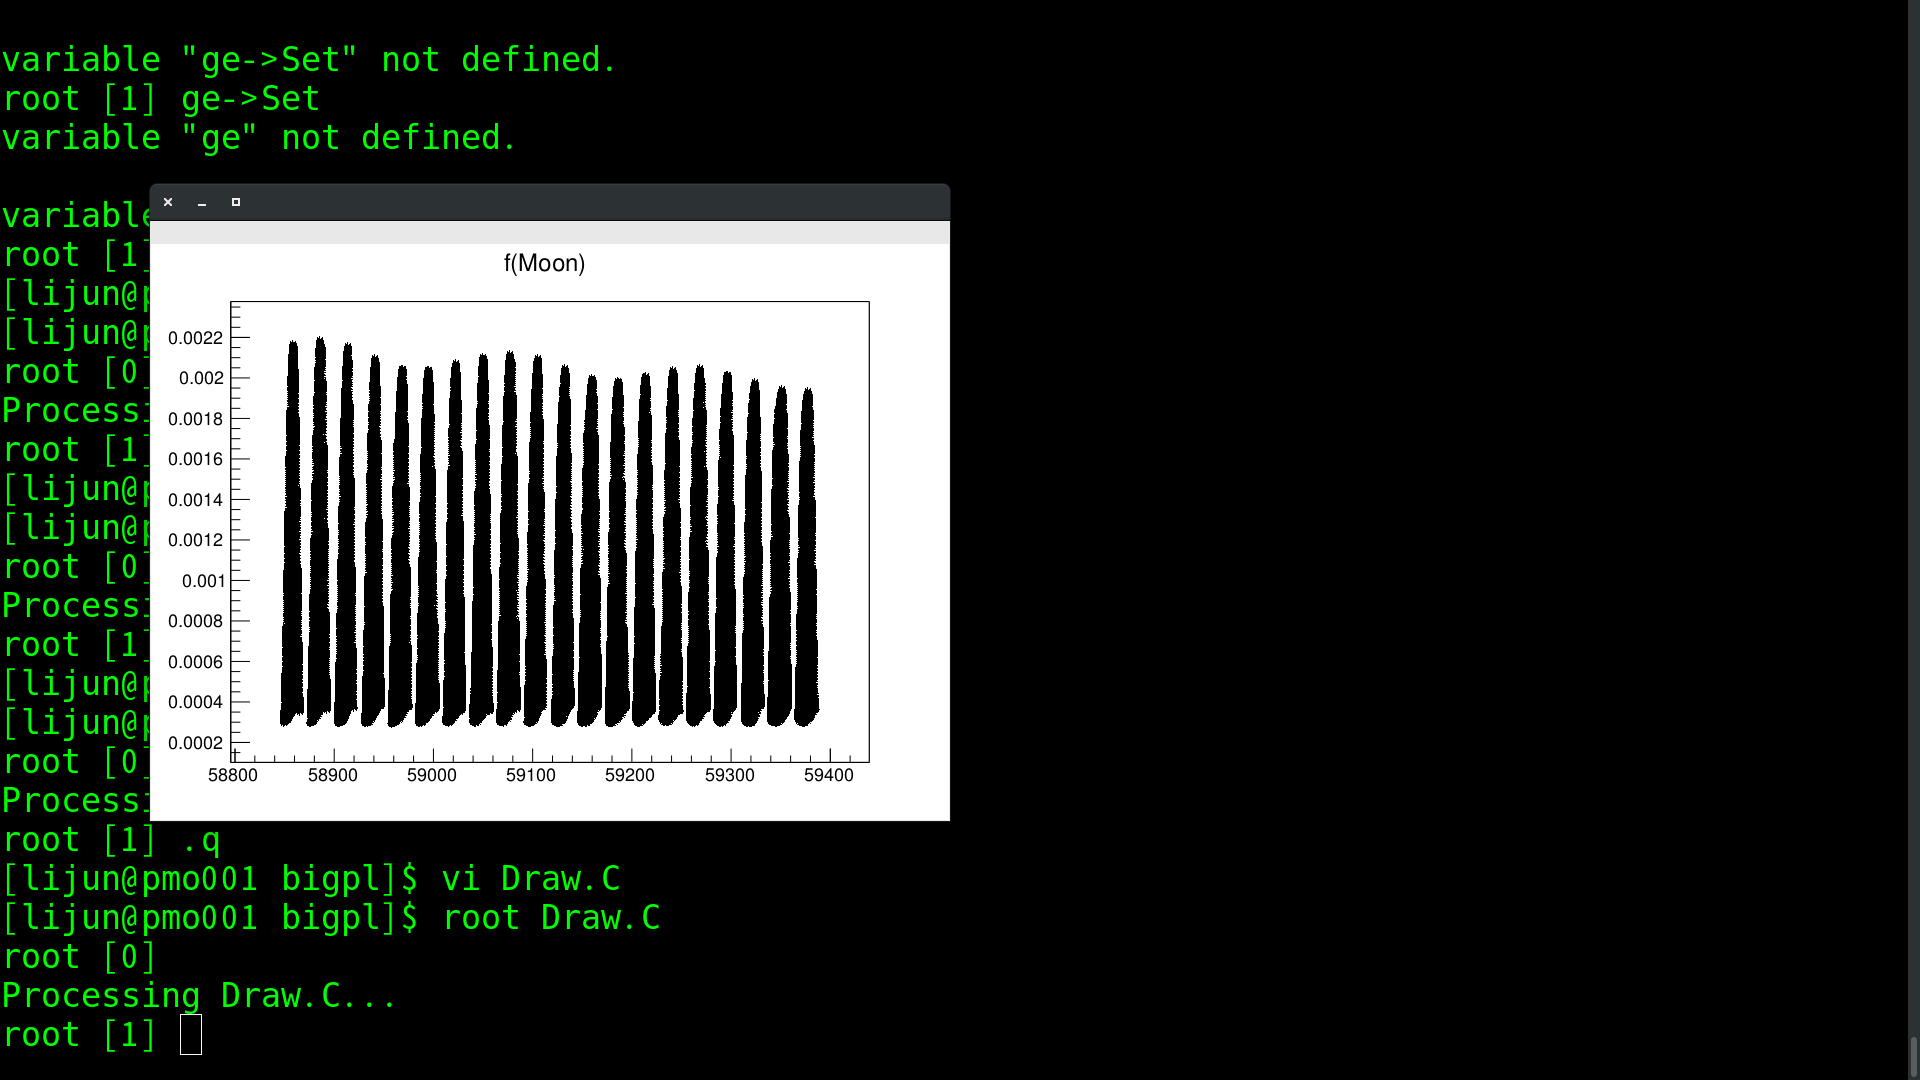 variable "ge->Set" not defined.
root [1] ge->Set
variable "ge" not defined.
variable
root [1]
[lijun@p
[lijun@p
root [0]
Process
root [1]
[lijun@p
[lijun@p
root [0]
Process
root [1]
[lijun@p
[lijun@p
root [0]
Process
f(Moon)
0.0022
0.002
0.0018
0.0016
0.0014
0.0012
0.001
0.0008
0.0006
0.0004
0.0002
58800 58900 59000 59100 59200 59300 59400
root [1] .q
[lijun@pmo001 bigpl]$ vi Draw.C
[lijun@pmo001 bigpl]$ root Draw.C
root [0]
Processing Draw.C...
root [1]